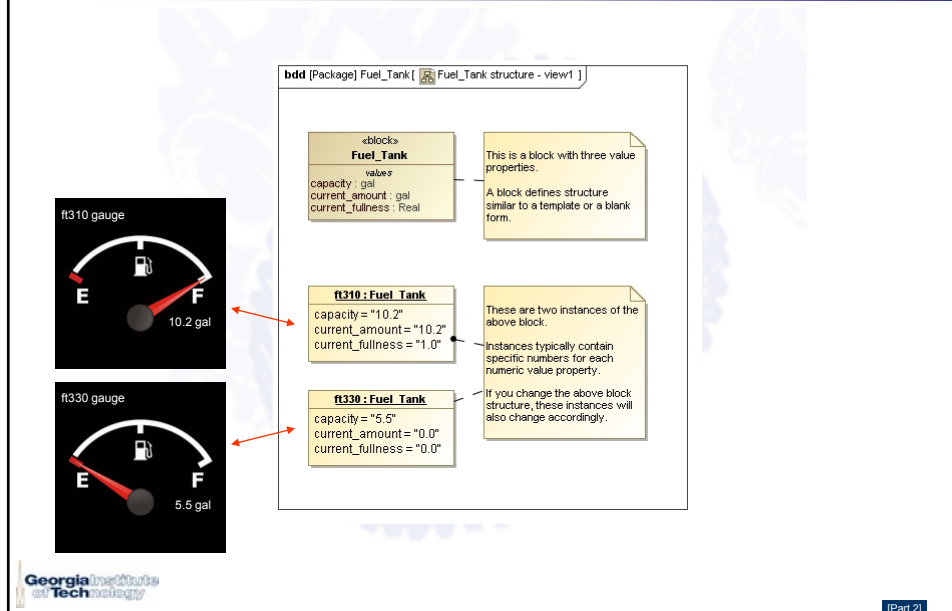 bdd [Package] Fuel_Tank [ Fuel_Tank structure - view1 ]
«block»
Fuel_Tank
values
capacity : gal
current_amount : gal
current_fullness : Real
This is a block with three value
properties.
A block defines structure
similar to a template or a blank
form.
ft310 gauge
E
F
10.2 gal
ft310 : Fuel_Tank
capacity = "10.2"
current_amount = "10.2"
current_fullness = "1.0"
These are two instances of the
above block.
Instances typically contain
specific numbers for each
numeric value property.
If you change the above block
structure, these instances will
also change accordingly.
ft330 gauge
E
F
5.5 gal
ft330 : Fuel_Tank
capacity = "5.5"
current_amount = "0.0"
current_fullness = "0.0"
Georgia Institute
of Technology
[Part 2]